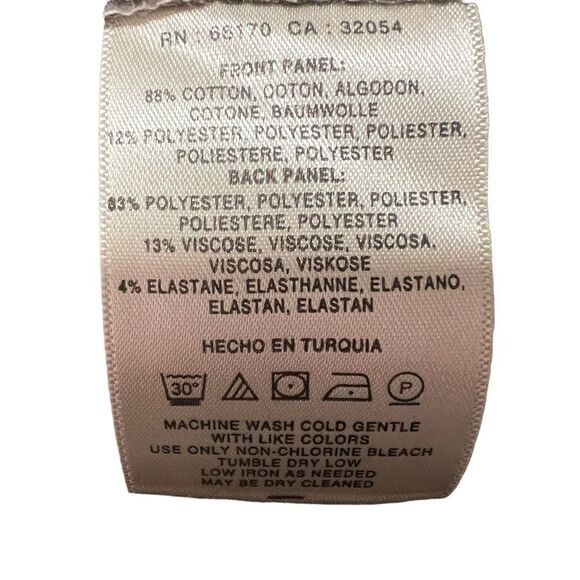 RN : 66170 CA : 32054
FRONT PANEL:
88% COTTON, COTON, ALGODON,
COTONE, BAUMWOLLE
12% POLYESTER, POLYESTER, POLIESTER,
POLIESTERE, POLYESTER
BACK PANEL:
83% POLYESTER, POLYESTER, POLIESTER,
POLIESTERE, POLYESTER
13% VISCOSE, VISCOSE, VISCOSA,
VISCOSA, VISKOSE
4% ELASTANE, ELASTHANNE, ELASTANO,
ELASTAN, ELASTAN
HECHO EN TURQUIA
30° P
MACHINE WASH COLD GENTLE
WITH LIKE COLORS
USE ONLY NON-CHLORINE BLEACH
TUMBLE DRY LOW
LOW IRON AS NEEDED
MAY BE DRY CLEANED